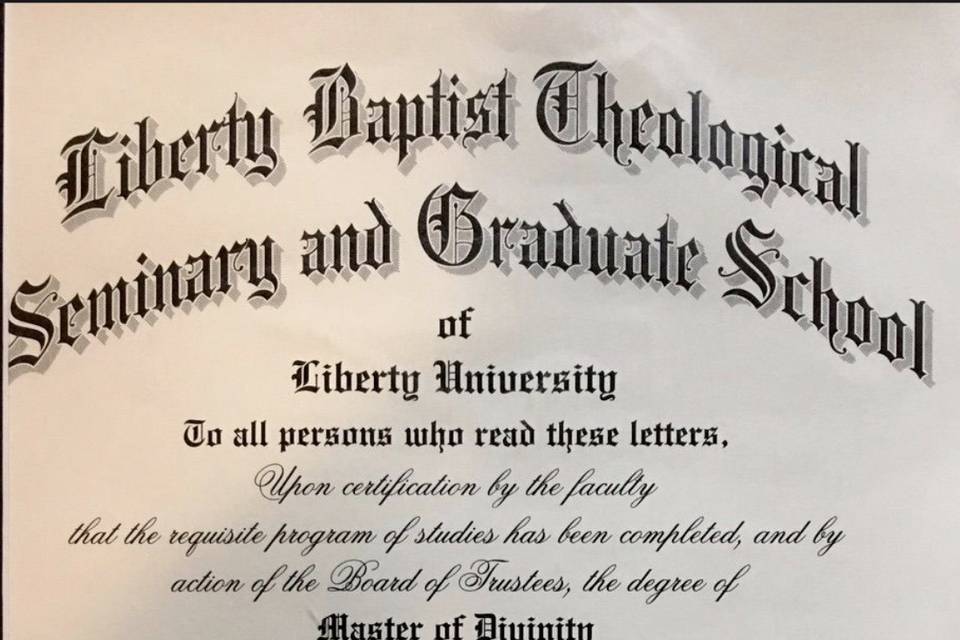 Liberty Baptist Theological
Seminary and Graduate School
of
Liberty University
To all persons who read these letters,
Upon certification by the faculty
that the requisite program of studies has been completed, and by
action of the Board of Trustees, the degree of
Master of Divinity